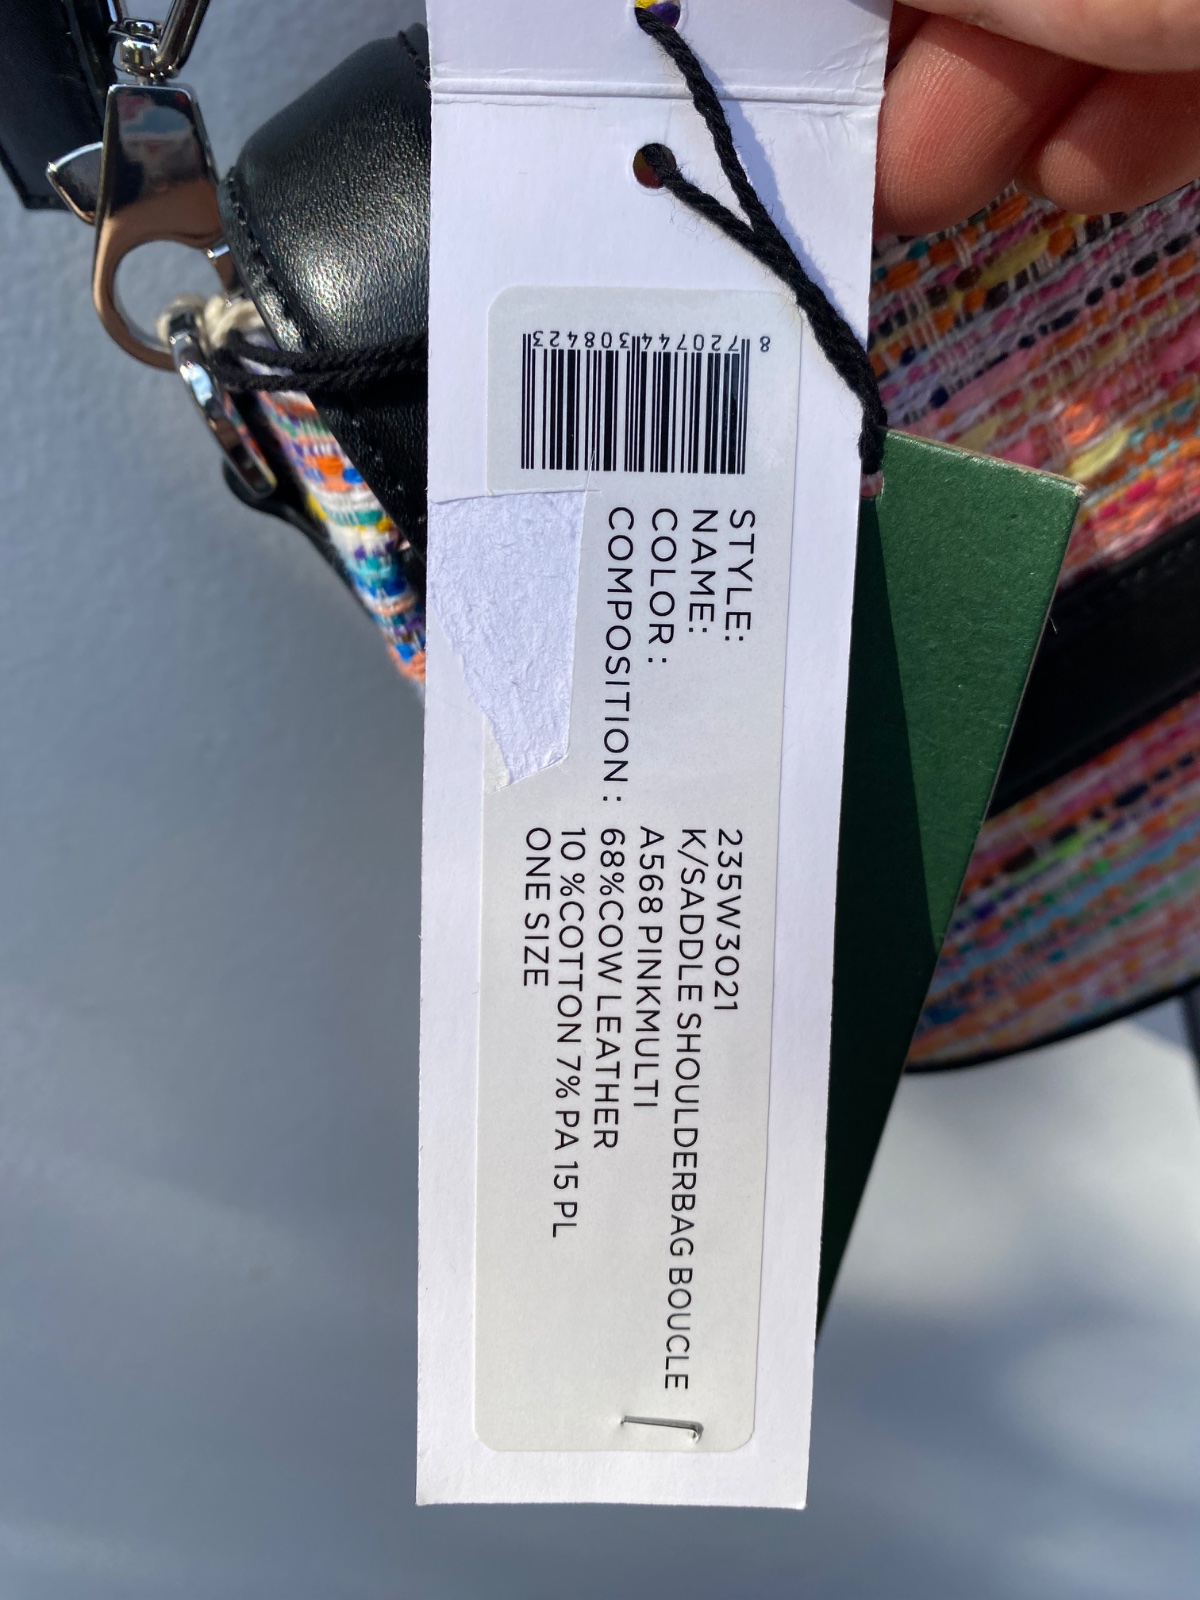 8 720744 308423
STYLE: 235W3021
NAME: K/SADDLE SHOULDERBAG BOUCLE
COLOR : A568 PINKMULTI
COMPOSITION : 68%COW LEATHER
10 %COTTON 7% PA 15 PL
ONE SIZE